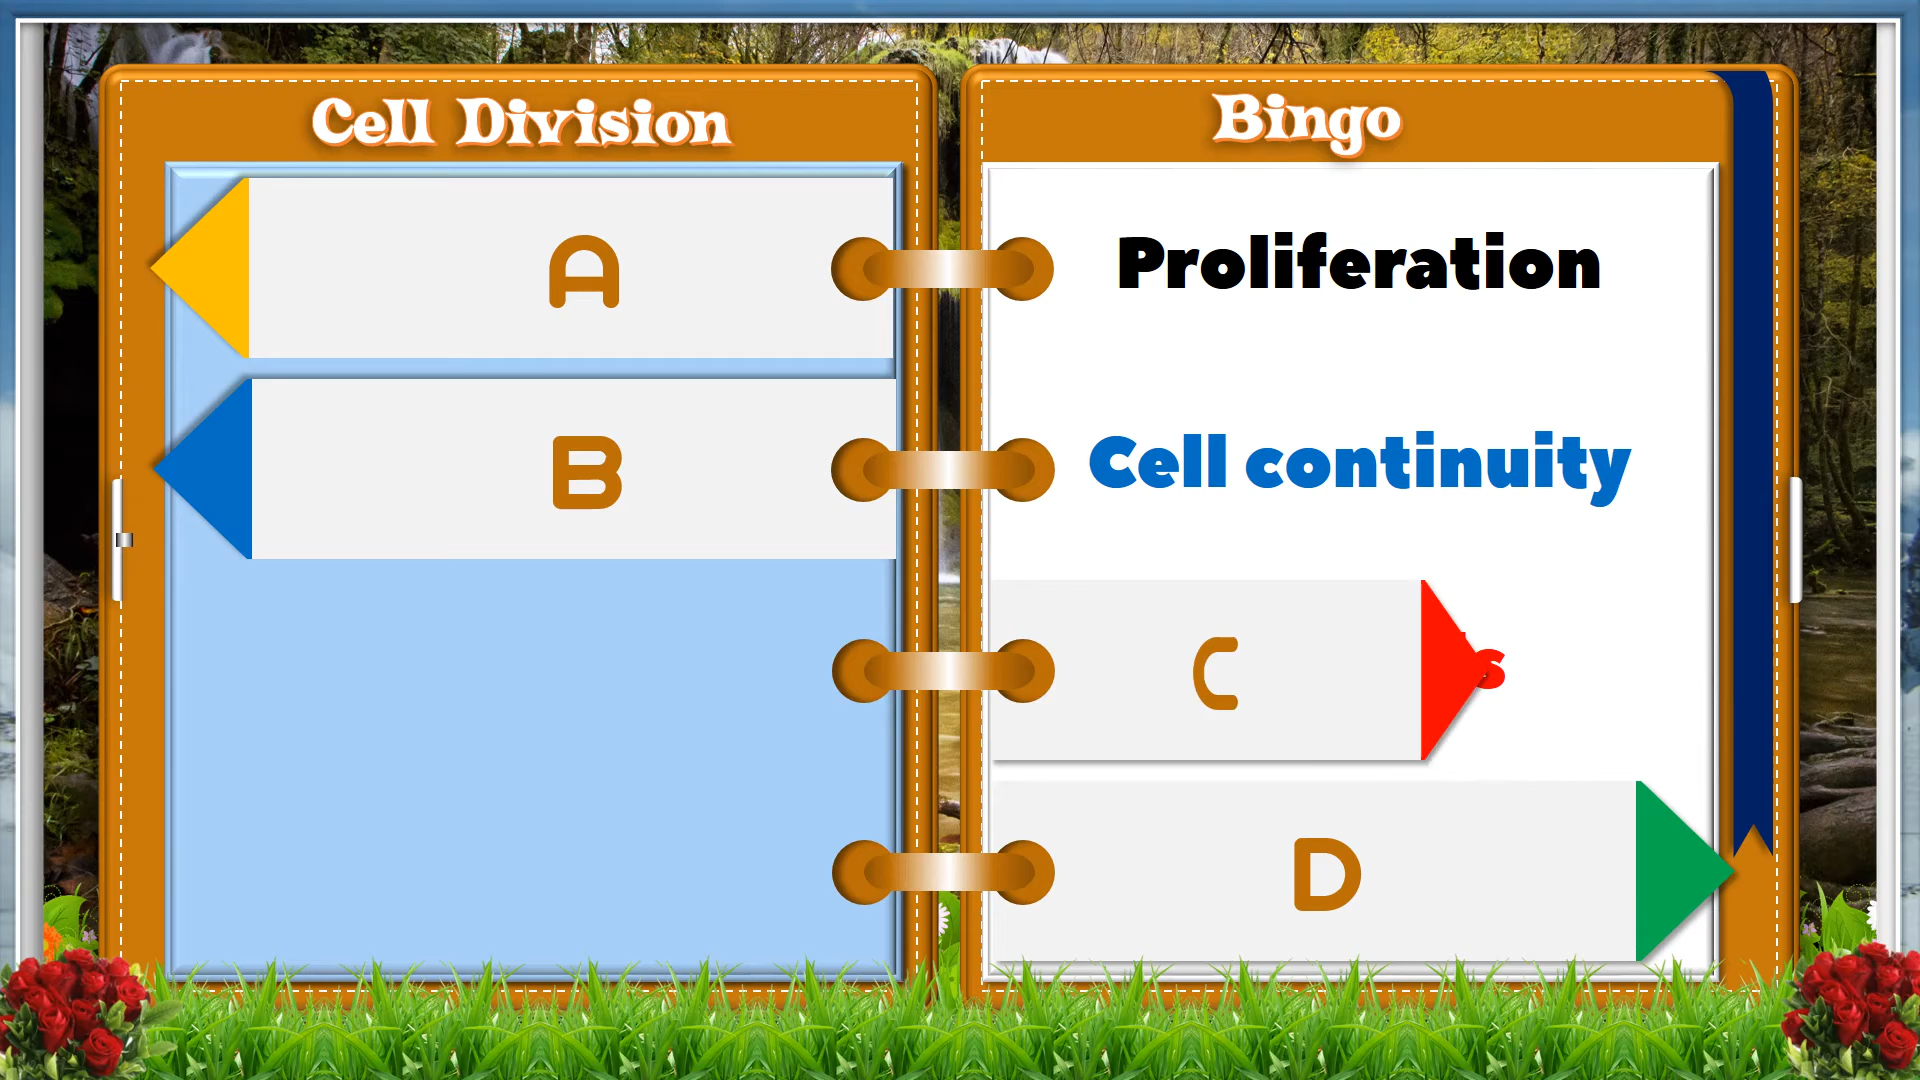 Cell Division
Bingo
A
Proliferation
B
Cell continuity
C
D